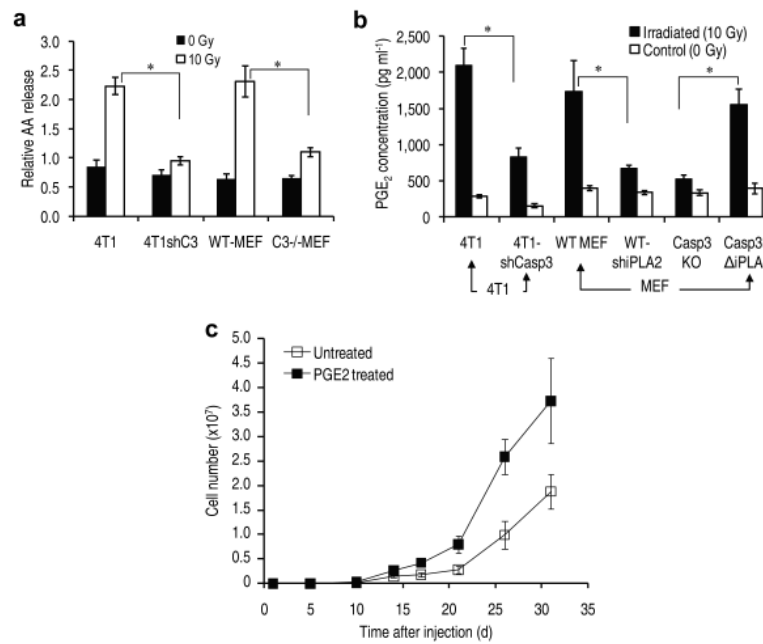 a
0 Gy
10 Gy
Relative AA release
3.0
2.5
2.0
1.5
1.0
0.5
0.0
*
*
4T1
4T1shC3
WT-MEF
C3-/-MEF
b
Irradiated (10 Gy)
Control (0 Gy)
PGE₂ concentration (pg ml⁻¹)
2,500
2,000
1,500
1,000
500
0
*
*
*
4T1
4T1-
shCasp3
WT MEF
WT-
shiPLA2
Casp3
KO
Casp3
ΔiPLA
4T1
MEF
c
Untreated
PGE2 treated
Cell number (x10⁷)
5.0
4.5
4.0
3.5
3.0
2.5
2.0
1.5
1.0
0.5
0
0 5 10 15 20 25 30 35
Time after injection (d)